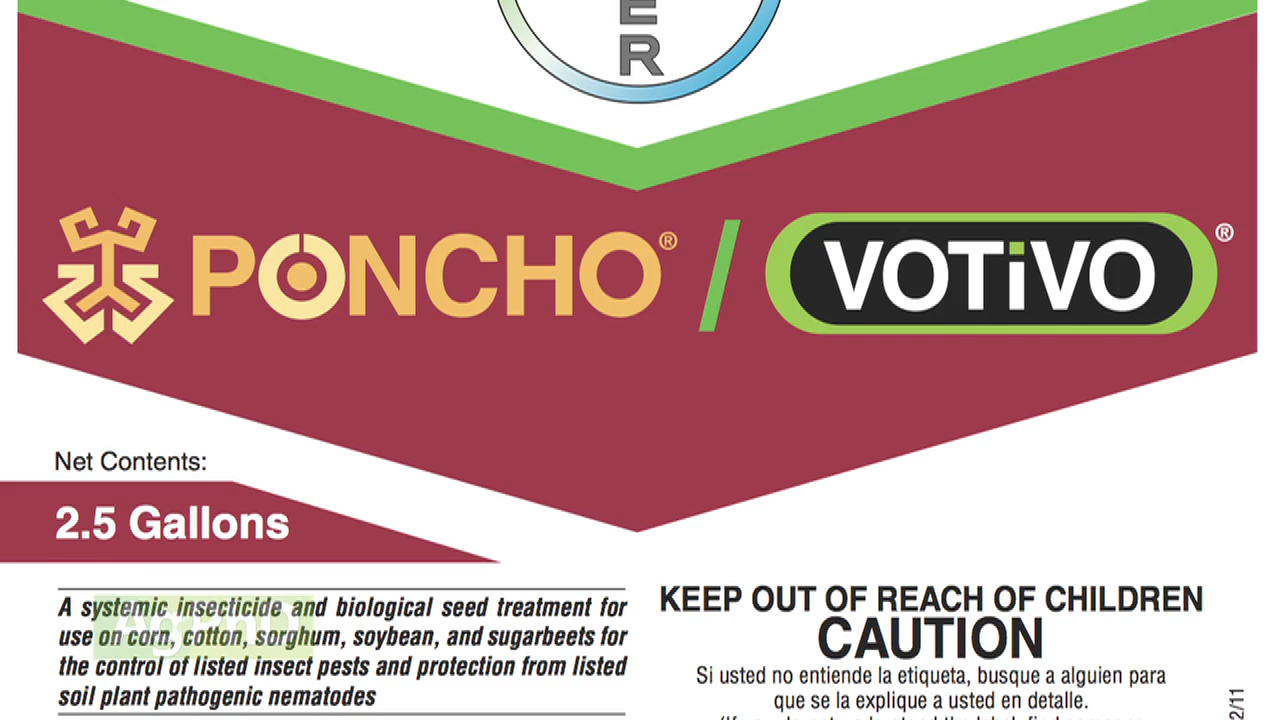 E
R
PONCHO® / VOTiVO®
Net Contents:
2.5 Gallons
A systemic insecticide and biological seed treatment for
use on corn, cotton, sorghum, soybean, and sugarbeets for
the control of listed insect pests and protection from listed
soil plant pathogenic nematodes
AgPhD
KEEP OUT OF REACH OF CHILDREN
CAUTION
Si usted no entiende la etiqueta, busque a alguien para
que se la explique a usted en detalle.
2/11